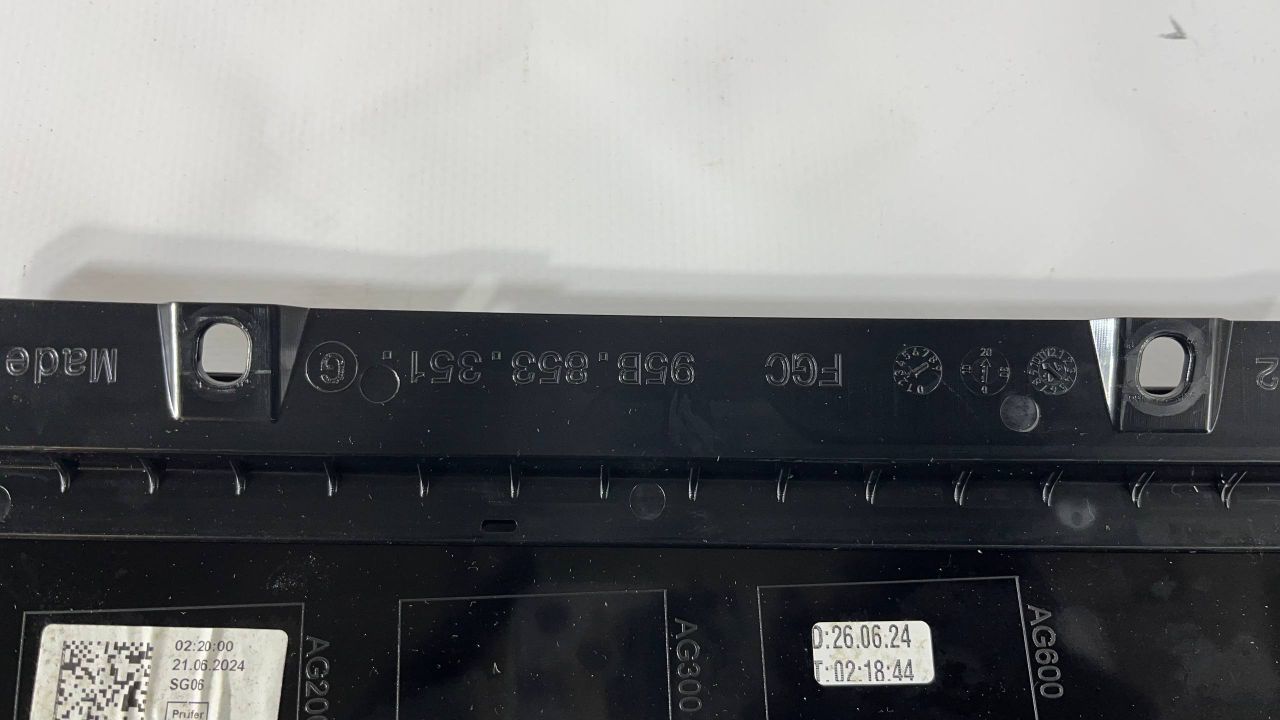 Made
G
95B.853.351.
FGC
2
02:20:00
21.06.2024
SG06
Prüfer
AG200
AG300
D:26.06.24
T:02:18:44
AG600